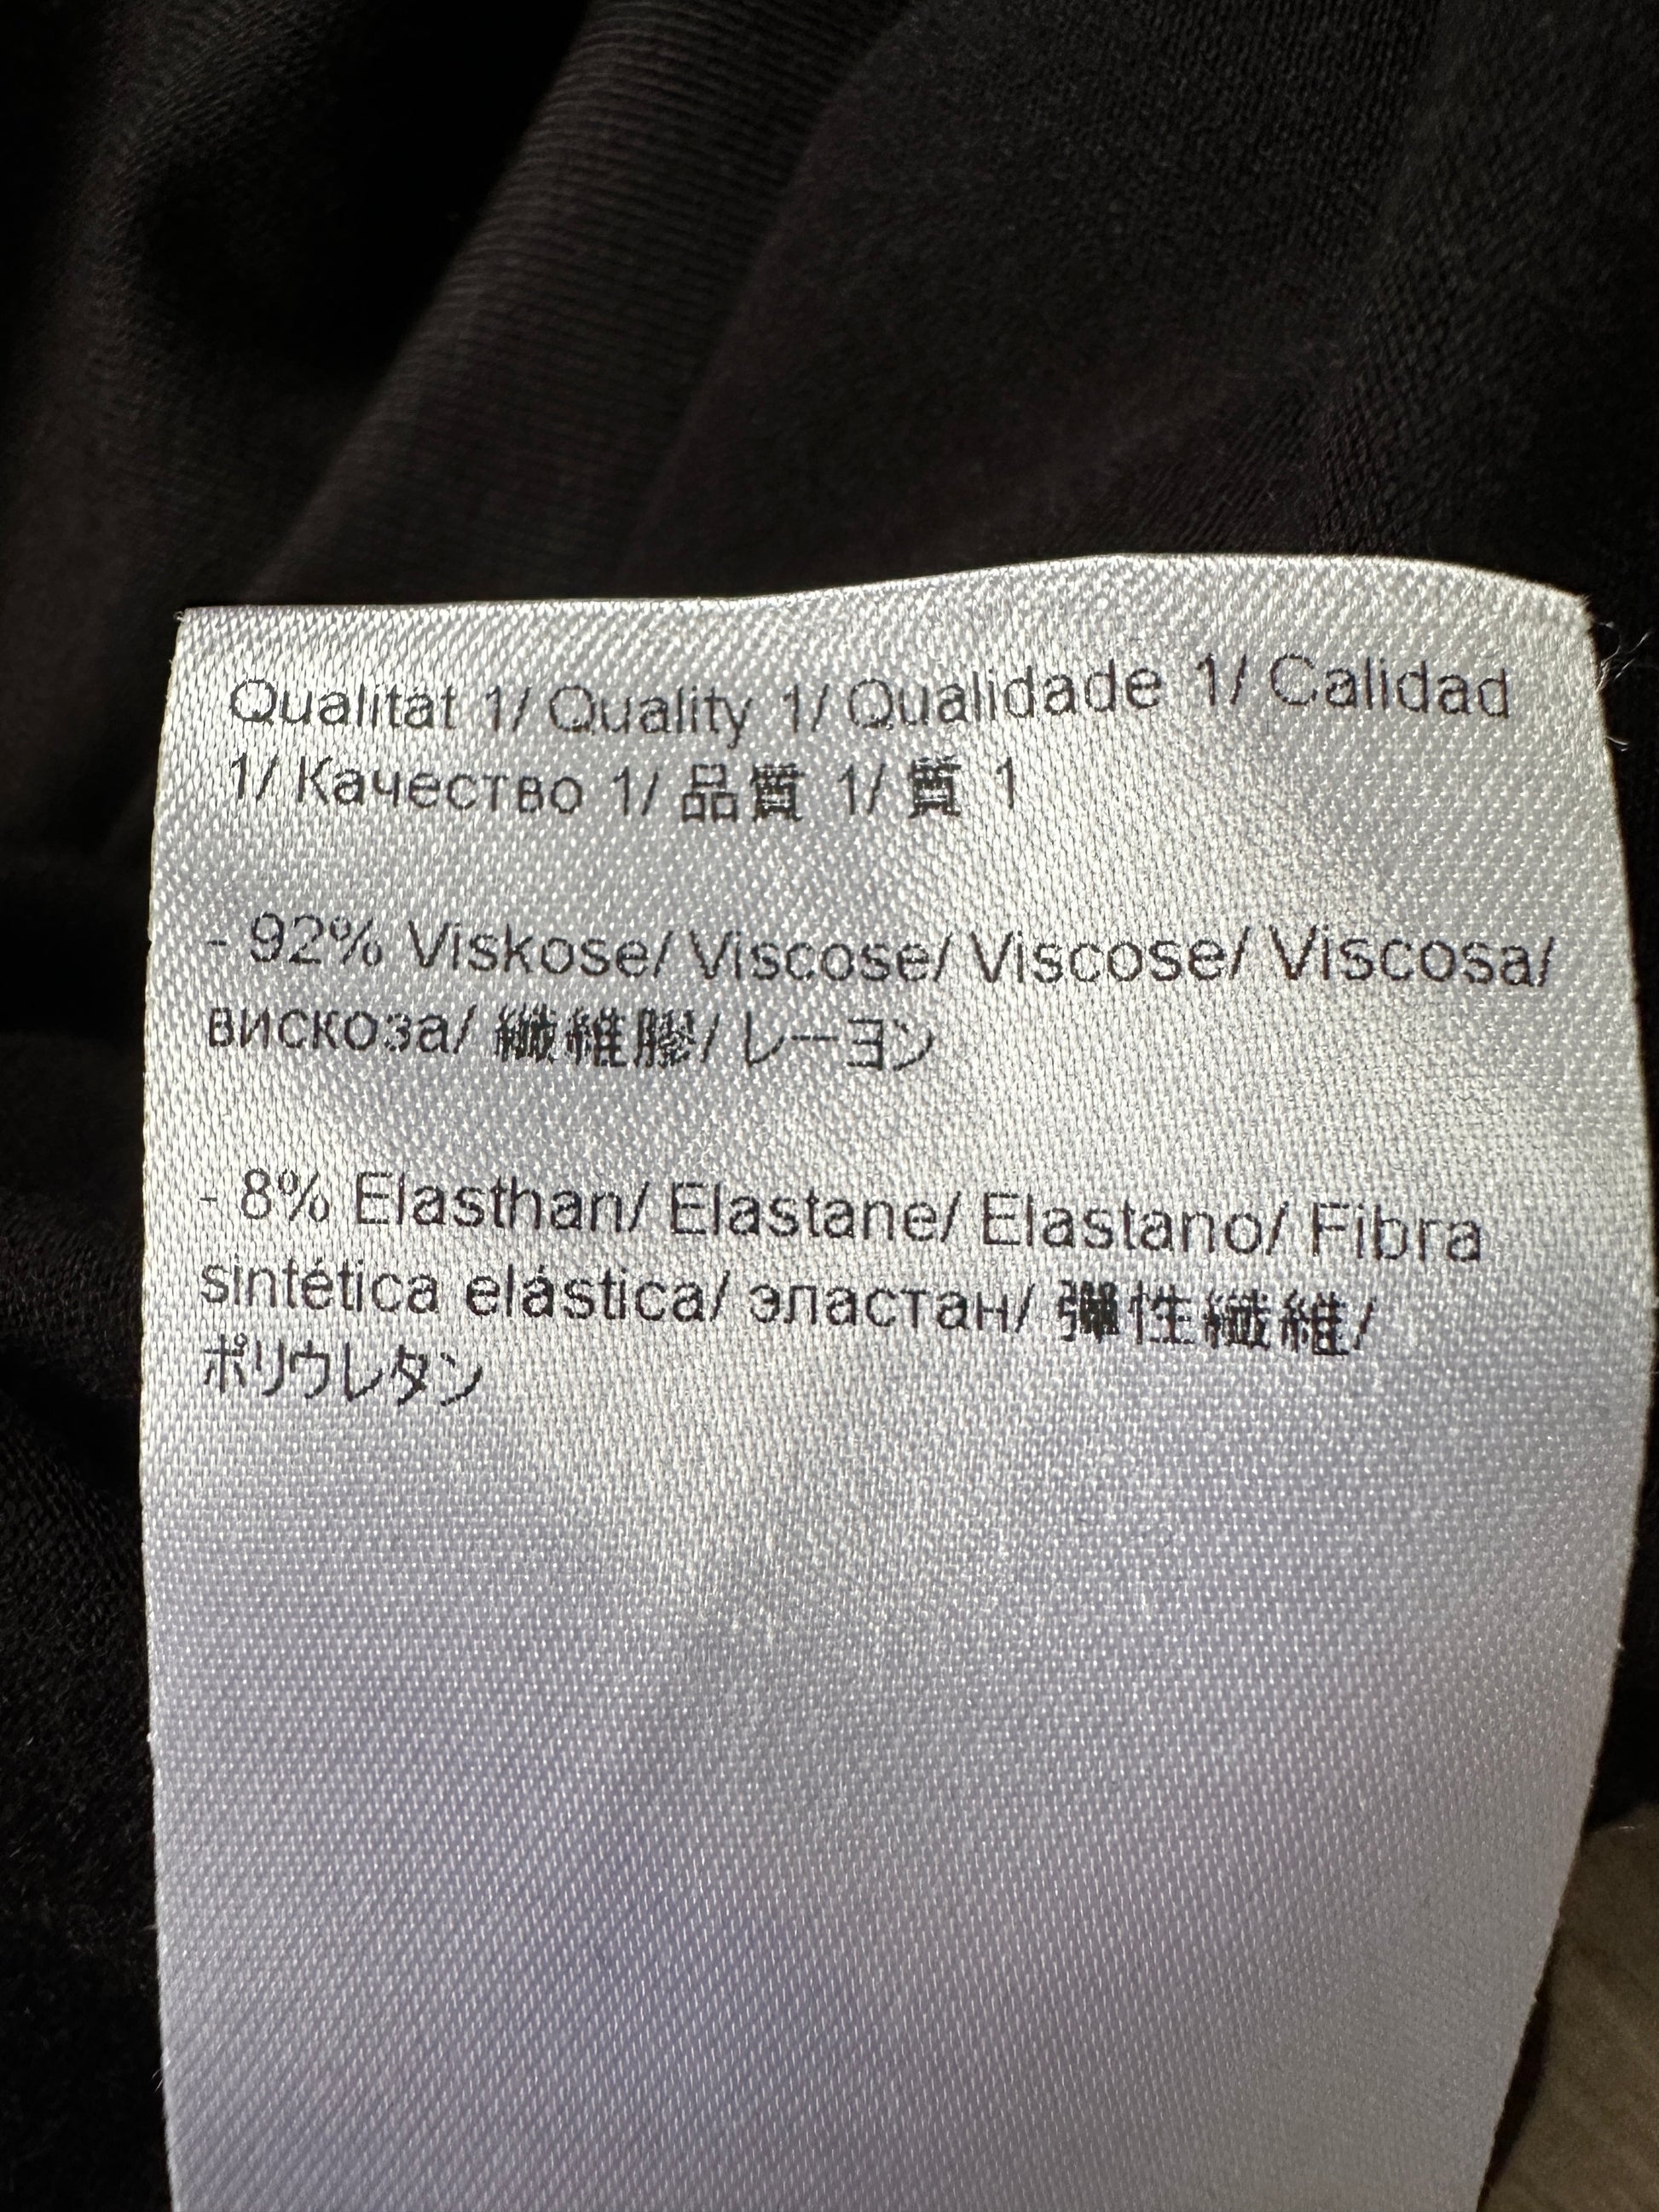 Qualität 1/ Quality 1/ Qualidade 1/ Calidad
1/ Качество 1/ 品質 1/ 質 1
- 92% Viskose/ Viscose/ Viscose/ Viscosa/
вискоза/ 纖維膠/ レーヨン
- 8% Elasthan/ Elastane/ Elastano/ Fibra
sintética elástica/ эластан/ 彈性纖維/
ポリウレタン